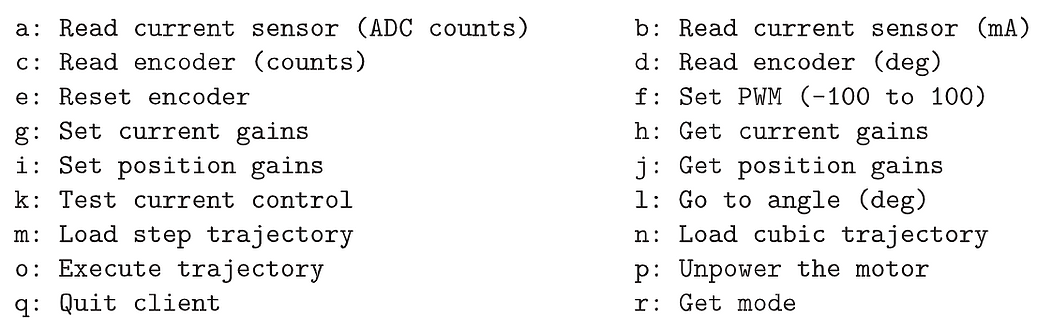 a: Read current sensor (ADC counts) b: Read current sensor (mA)
c: Read encoder (counts) d: Read encoder (deg)
e: Reset encoder f: Set PWM (-100 to 100)
g: Set current gains h: Get current gains
i: Set position gains j: Get position gains
k: Test current control l: Go to angle (deg)
m: Load step trajectory n: Load cubic trajectory
o: Execute trajectory p: Unpower the motor
q: Quit client r: Get mode